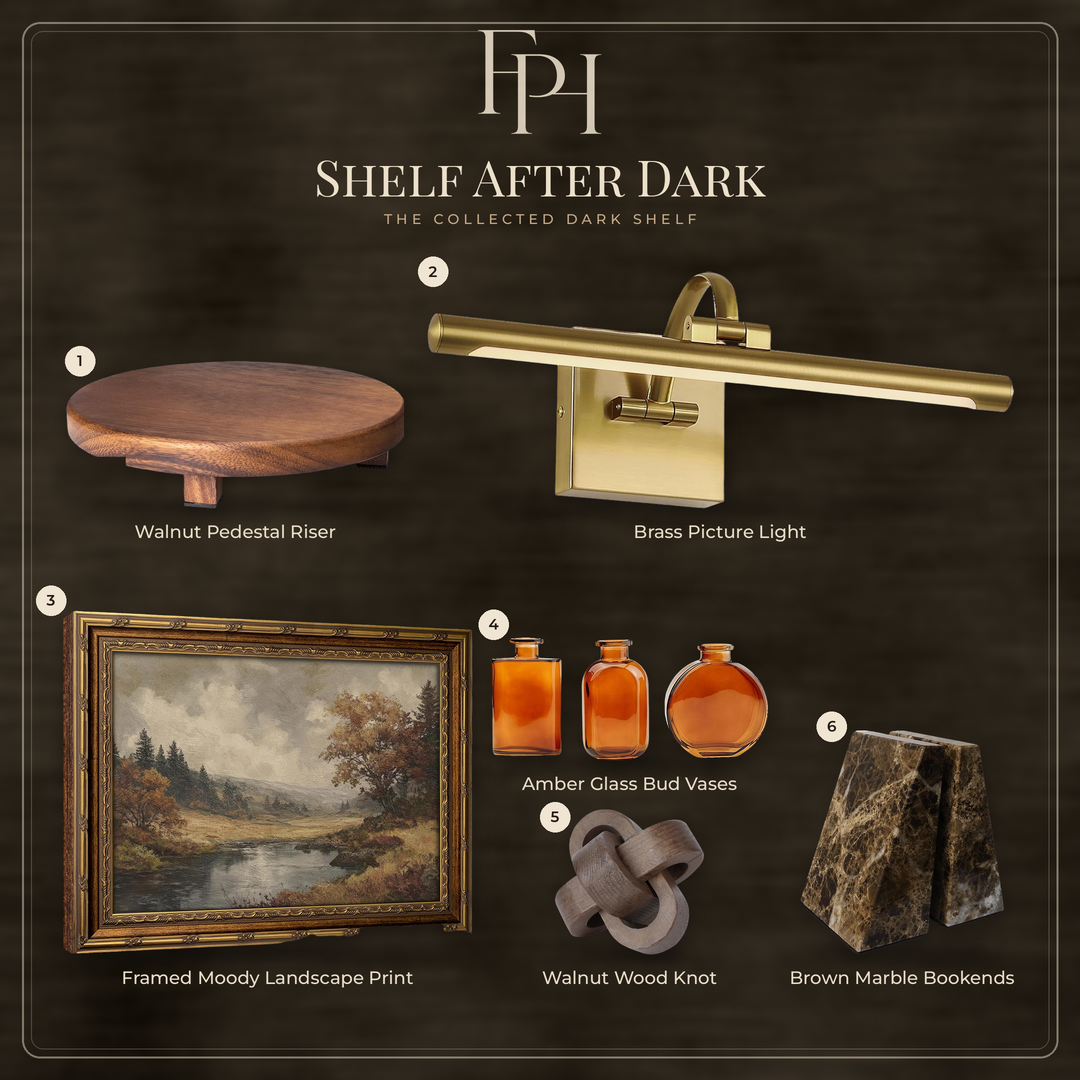 FPH
SHELF AFTER DARK
THE COLLECTED DARK SHELF
2
1
Walnut Pedestal Riser
Brass Picture Light
3
4
6
Amber Glass Bud Vases
5
Framed Moody Landscape Print
Walnut Wood Knot
Brown Marble Bookends